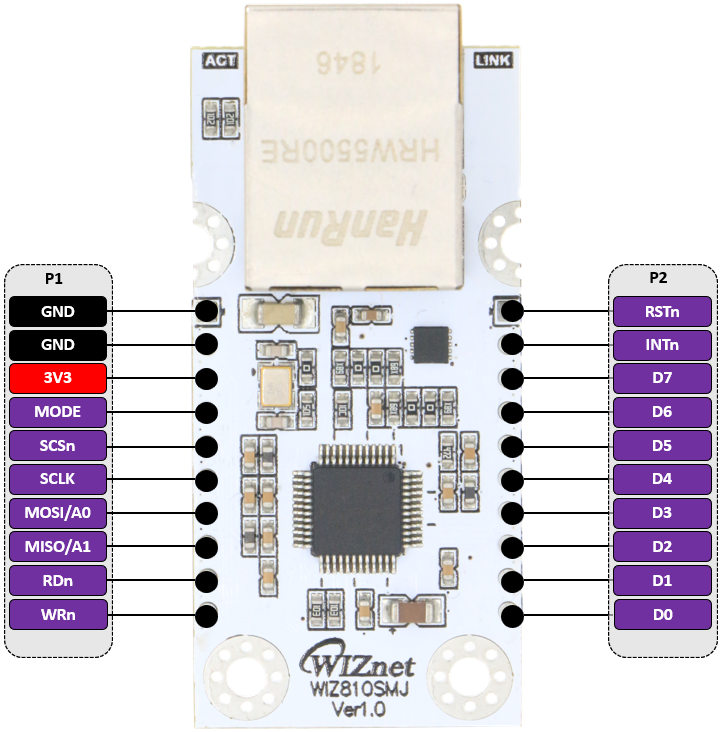 ACT
LINK
1846
HRW5500RE
HanRun
P1
GND
GND
3V3
MODE
SCSn
SCLK
MOSI/A0
MISO/A1
RDn
WRn
P2
RSTn
INTn
D7
D6
D5
D4
D3
D2
D1
D0
WIZnet
WIZ810SMJ
Ver1.0